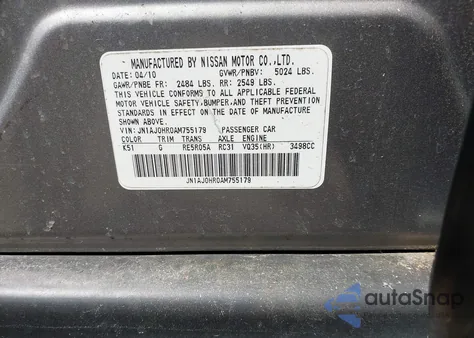 MANUFACTURED BY NISSAN MOTOR CO.,LTD.
DATE: 04/10 GVWR/PNBV: 5024 LBS.
GAWR/PNBE FR: 2484 LBS. RR: 2549 LBS.
THIS VEHICLE CONFORMS TO ALL APPLICABLE FEDERAL
MOTOR VEHICLE SAFETY,BUMPER,AND THEFT PREVENTION
STANDARDS IN EFFECT ON THE DATE OF MANUFACTURE
SHOWN ABOVE.
VIN: JN1AJ0HR0AM755179 PASSENGER CAR
COLOR TRIM TRANS AXLE ENGINE
K51 G RE5R05A RC31 VQ35(HR) 3498CC
JN1AJ0HR0AM755179
autoSnap